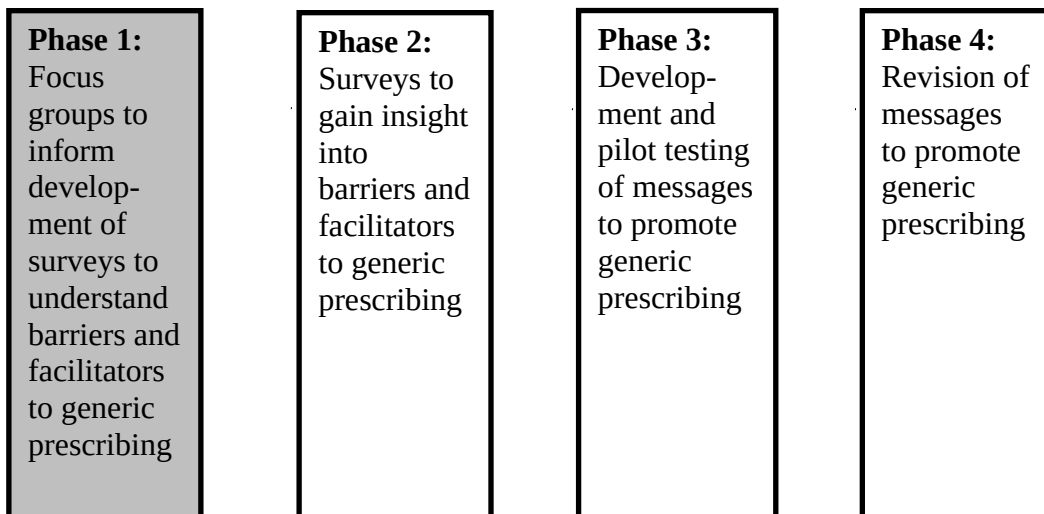 Phase 1:
Focus
groups to
inform
develop-
ment of
surveys to
understand
barriers and
facilitators
to generic
prescribing
Phase 2:
Surveys to
gain insight
into
barriers and
facilitators
to generic
prescribing
Phase 3:
Develop-
ment and
pilot testing
of messages
to promote
generic
prescribing
Phase 4:
Revision of
messages
to promote
generic
prescribing